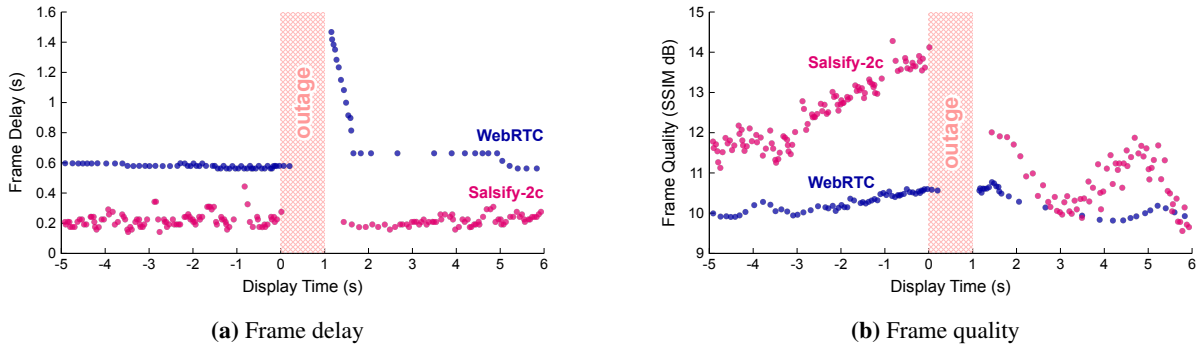 1.6
1.4
1.2
1
0.8
0.6
0.4
0.2
0
Frame Delay (s)
outage
WebRTC
Salsify-2c
-5 -4 -3 -2 -1 0 1 2 3 4 5 6
Display Time (s)
(a) Frame delay
15
14
13
12
11
10
9
Frame Quality (SSIM dB)
Salsify-2c
outage
WebRTC
-5 -4 -3 -2 -1 0 1 2 3 4 5 6
Display Time (s)
(b) Frame quality